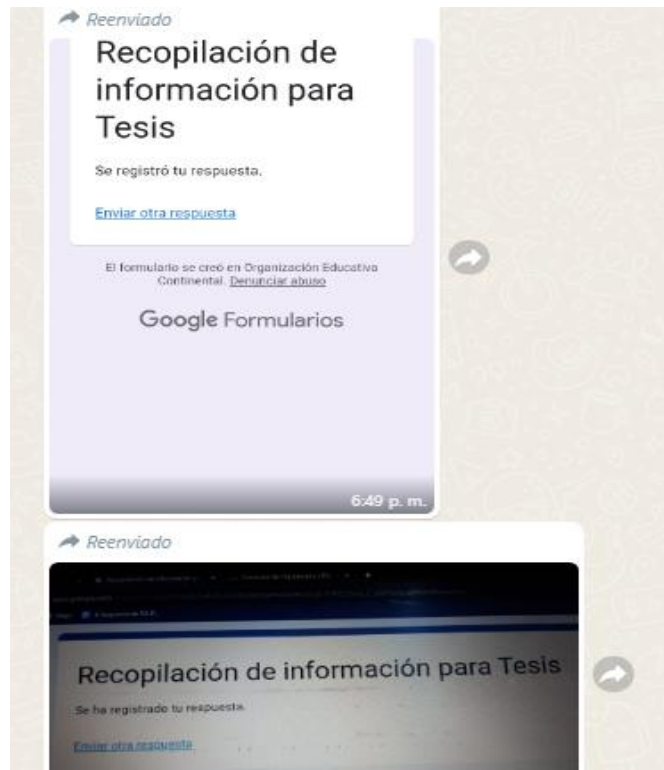 Reenviado
Recopilación de
información para
Tesis
Se registró tu respuesta.
Enviar otra respuesta
El formulario se creó en Organización Educativa
Continental. Denunciar abuso
Google Formularios
6:49 p. m.
Reenviado
Recopilación de información para Tesis
Se ha registrado tu respuesta.
Enviar otra respuesta